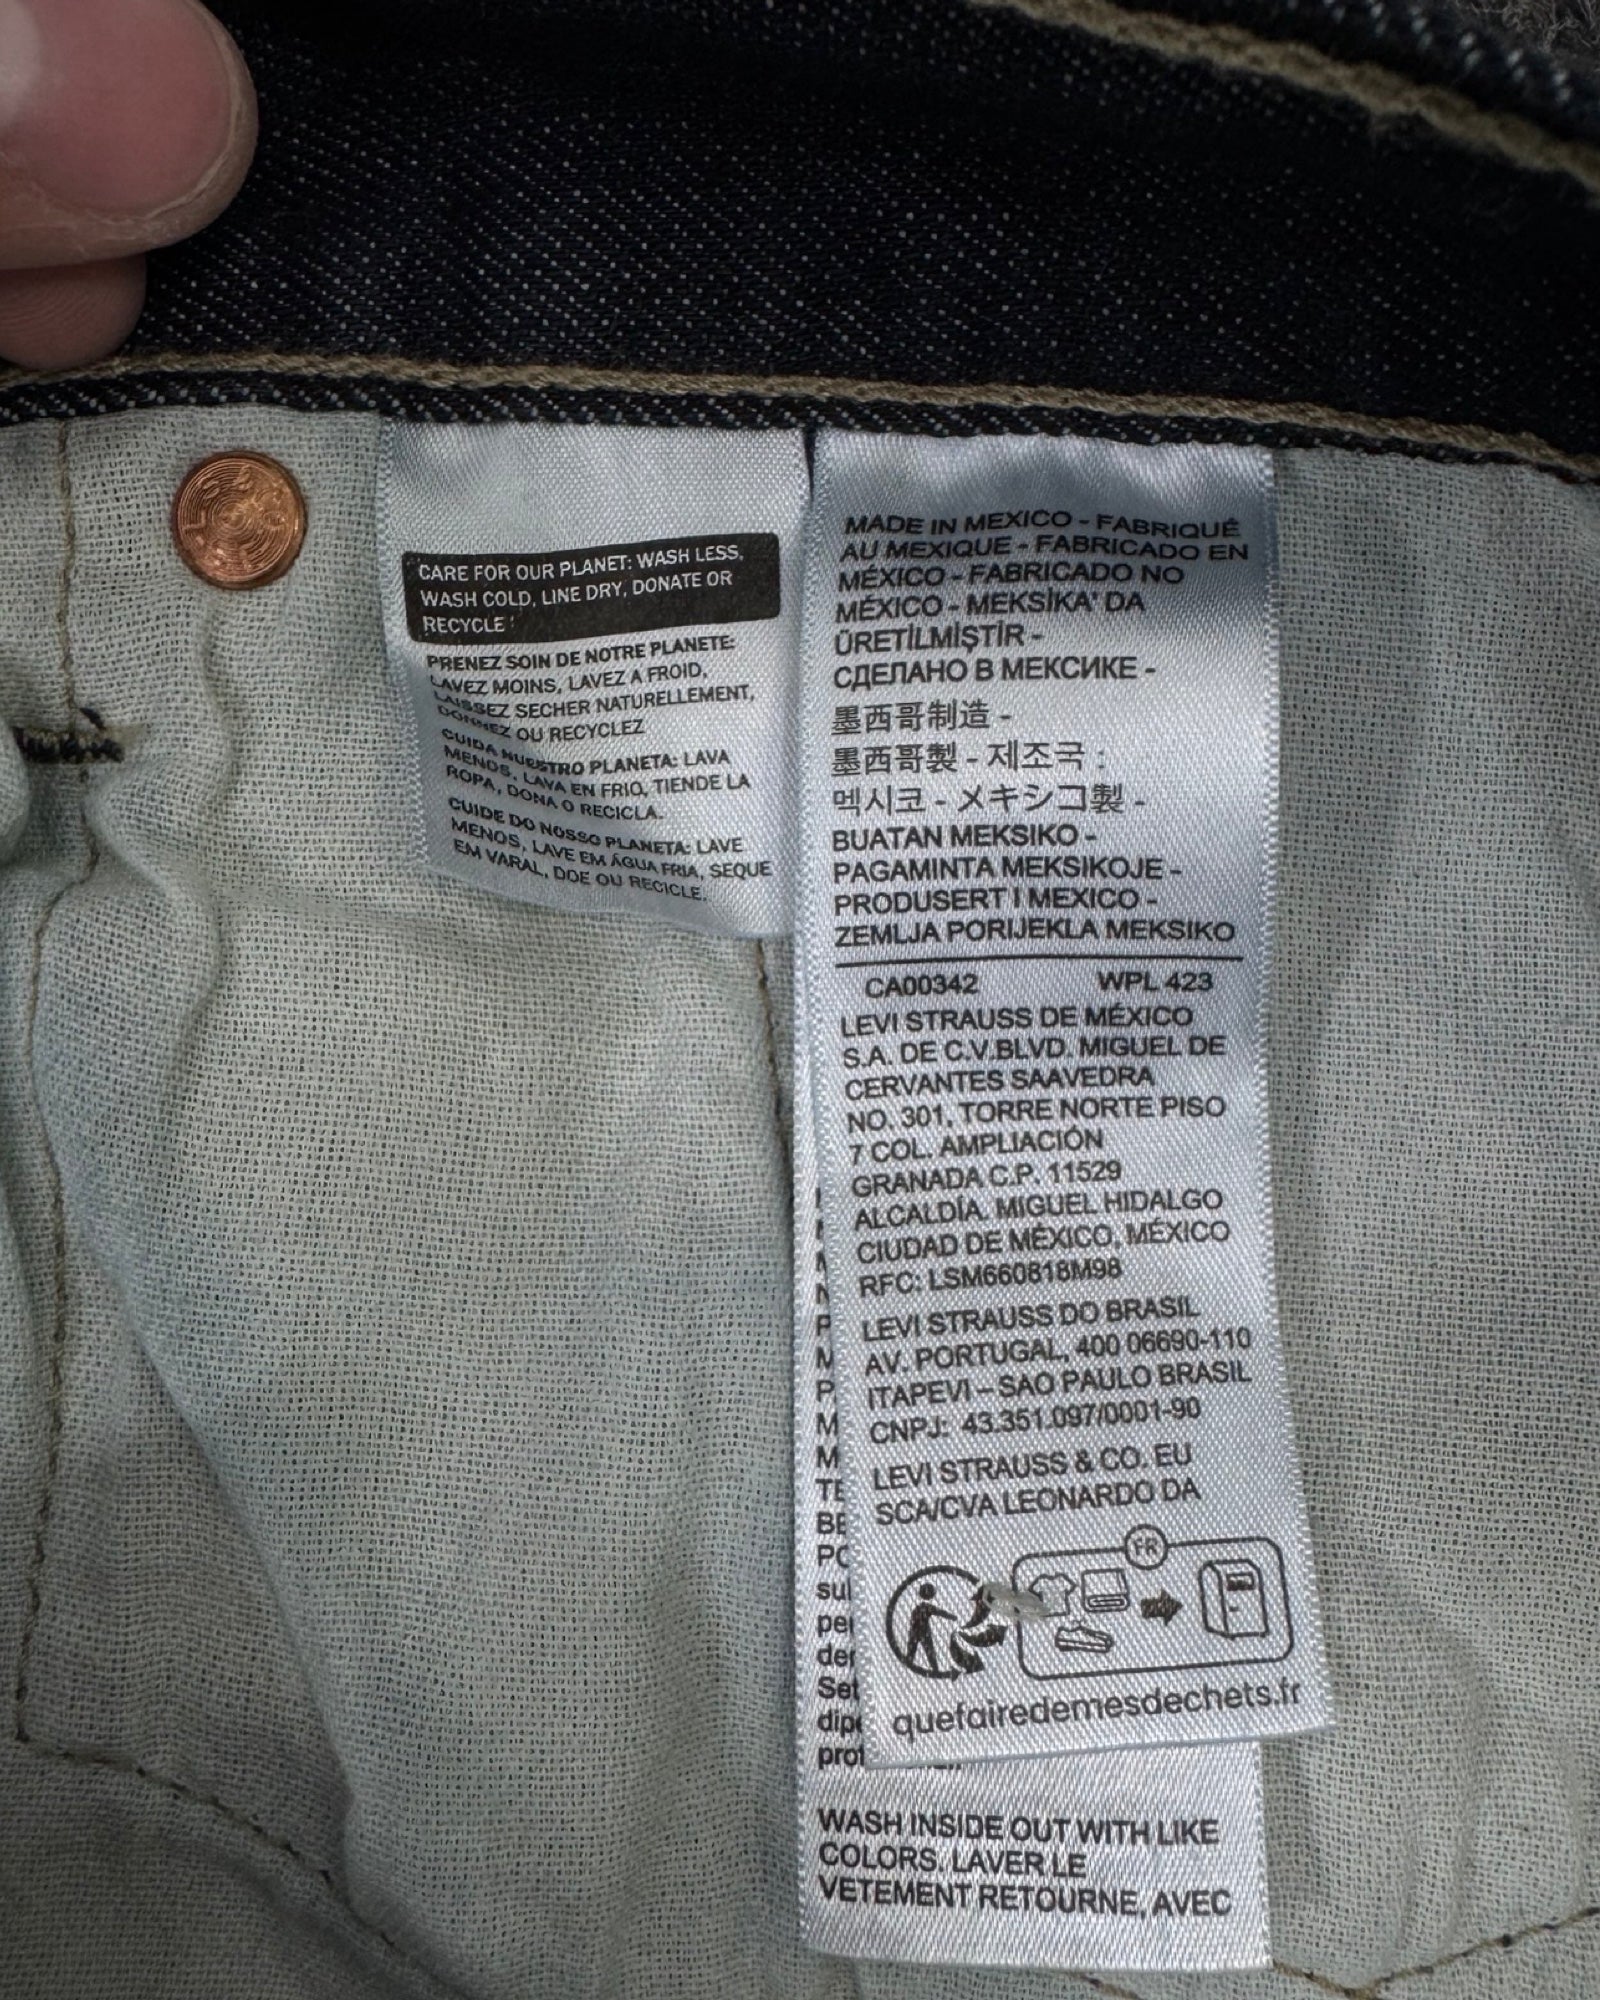 CARE FOR OUR PLANET: WASH LESS,
WASH COLD, LINE DRY, DONATE OR
RECYCLE
PRENEZ SOIN DE NOTRE PLANETE:
LAVEZ MOINS, LAVEZ A FROID,
LAISSEZ SECHER NATURELLEMENT,
DONNEZ OU RECYCLEZ
CUIDA NUESTRO PLANETA: LAVA
MENOS, LAVA EN FRIO, TIENDE LA
ROPA, DONA O RECICLA.
CUIDE DO NOSSO PLANETA: LAVE
MENOS, LAVE EM ÁGUA FRIA, SEQUE
EM VARAL, DOE OU RECICLE.
MADE IN MEXICO - FABRIQUÉ
AU MEXIQUE - FABRICADO EN
MÉXICO - FABRICADO NO
MÉXICO - MEKSİKA' DA
ÜRETİLMİŞTİR -
СДЕЛАНО В МЕКСИКЕ -
墨西哥制造 -
墨西哥製 - 제조국 :
멕시코 - メキシコ製 -
BUATAN MEKSIKO -
PAGAMINTA MEKSIKOJE -
PRODUSERT I MEXICO -
ZEMLJA PORIJEKLA MEKSIKO
CA00342 WPL 423
LEVI STRAUSS DE MÉXICO
S.A. DE C.V.BLVD. MIGUEL DE
CERVANTES SAAVEDRA
NO. 301, TORRE NORTE PISO
7 COL. AMPLIACIÓN
GRANADA C.P. 11529
ALCALDÍA. MIGUEL HIDALGO
CIUDAD DE MÉXICO, MÉXICO
RFC: LSM660818M98
LEVI STRAUSS DO BRASIL
AV. PORTUGAL, 400 06690-110
ITAPEVI – SAO PAULO BRASIL
CNPJ: 43.351.097/0001-90
LEVI STRAUSS & CO. EU
SCA/CVA LEONARDO DA
FR
quefairedemesdechets.fr
WASH INSIDE OUT WITH LIKE
COLORS. LAVER LE
VETEMENT RETOURNE, AVEC